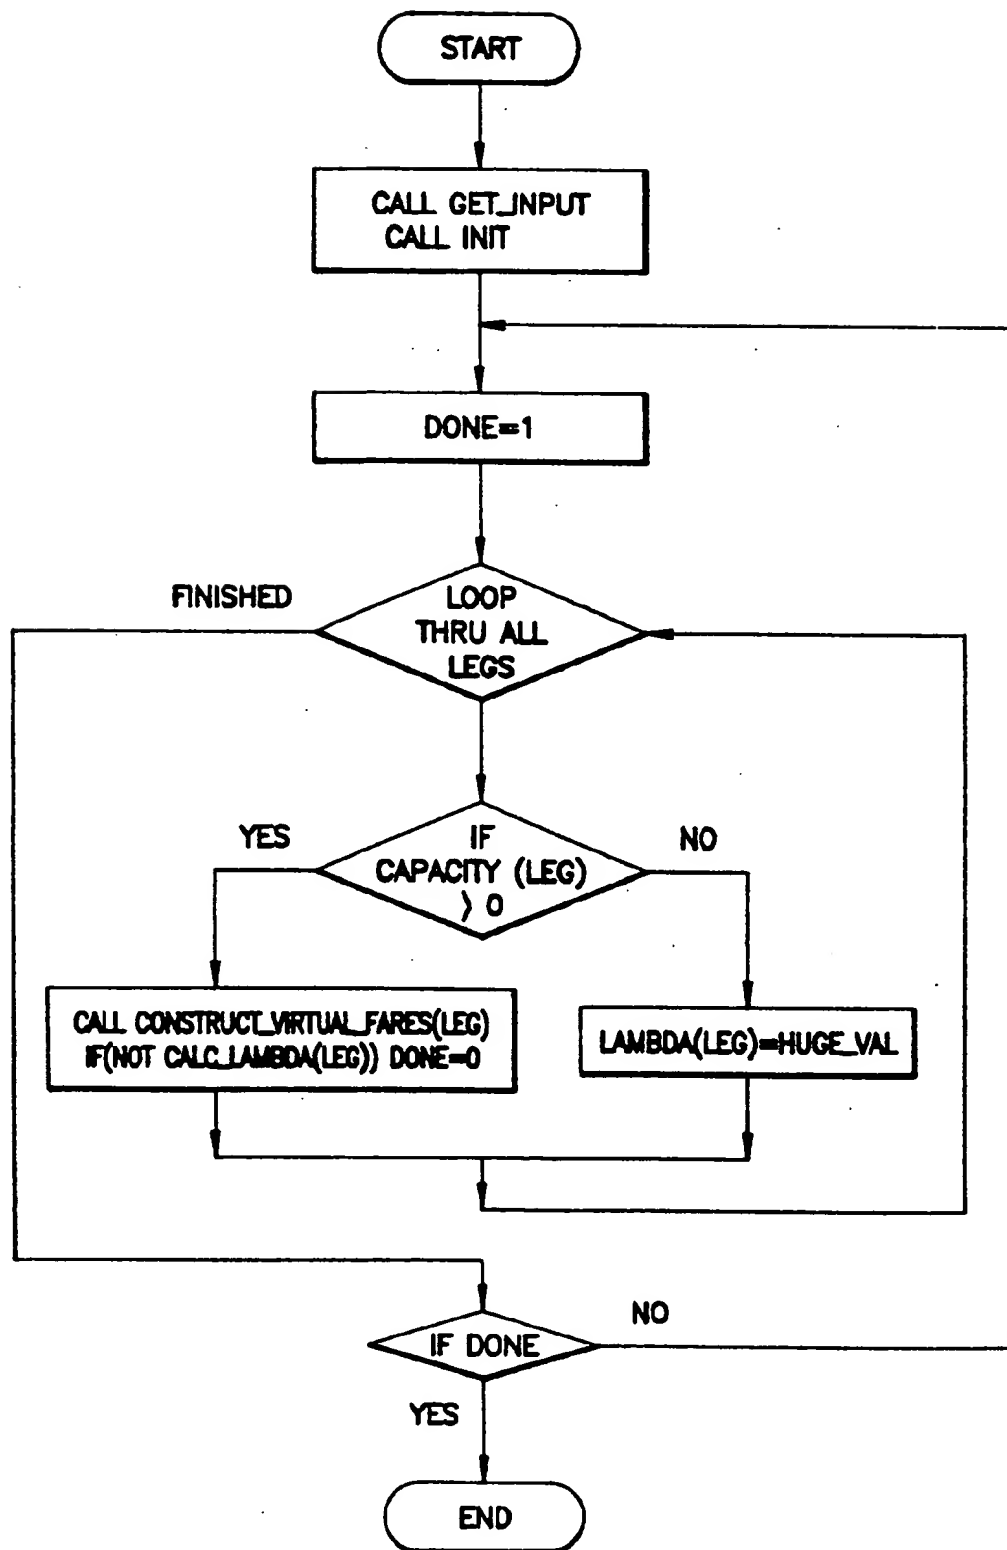 START
CALL GET_INPUT
CALL INIT
DONE=1
FINISHED
LOOP
THRU ALL
LEGS
YES
IF
CAPACITY (LEG)
> 0
NO
CALL CONSTRUCT_VIRTUAL_FARES(LEG)
IF(NOT CALC_LAMBDA(LEG)) DONE=0
LAMBDA(LEG)=HUGE_VAL
IF DONE
NO
YES
END